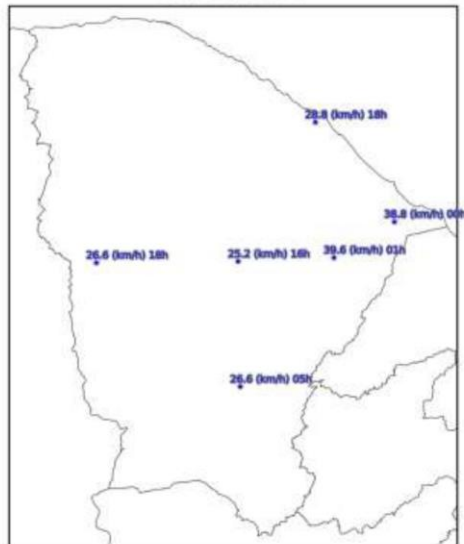 28.8 (km/h) 18h
38.8 (km/h) 00h
26.6 (km/h) 18h
25.2 (km/h) 16h
39.6 (km/h) 01h
26.6 (km/h) 05h